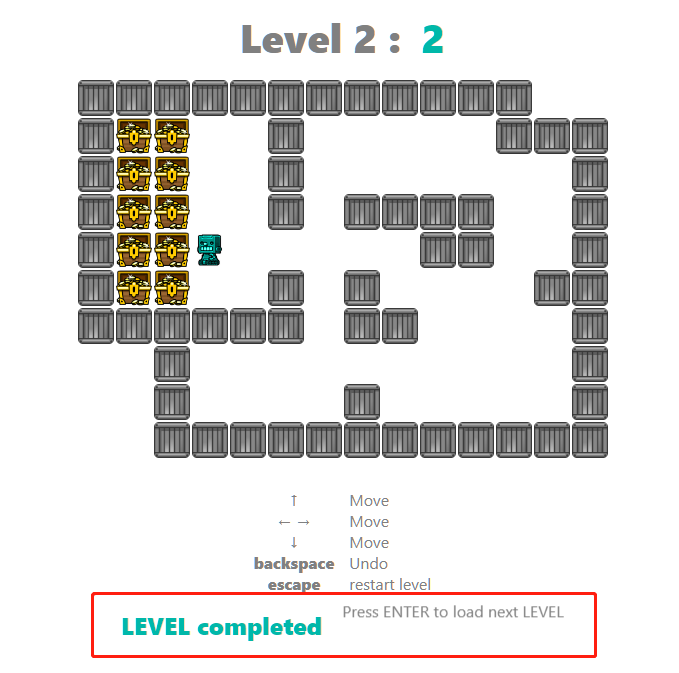 Level 2 : 2
↑ Move
← → Move
↓ Move
backspace Undo
escape restart level
LEVEL completed Press ENTER to load next LEVEL